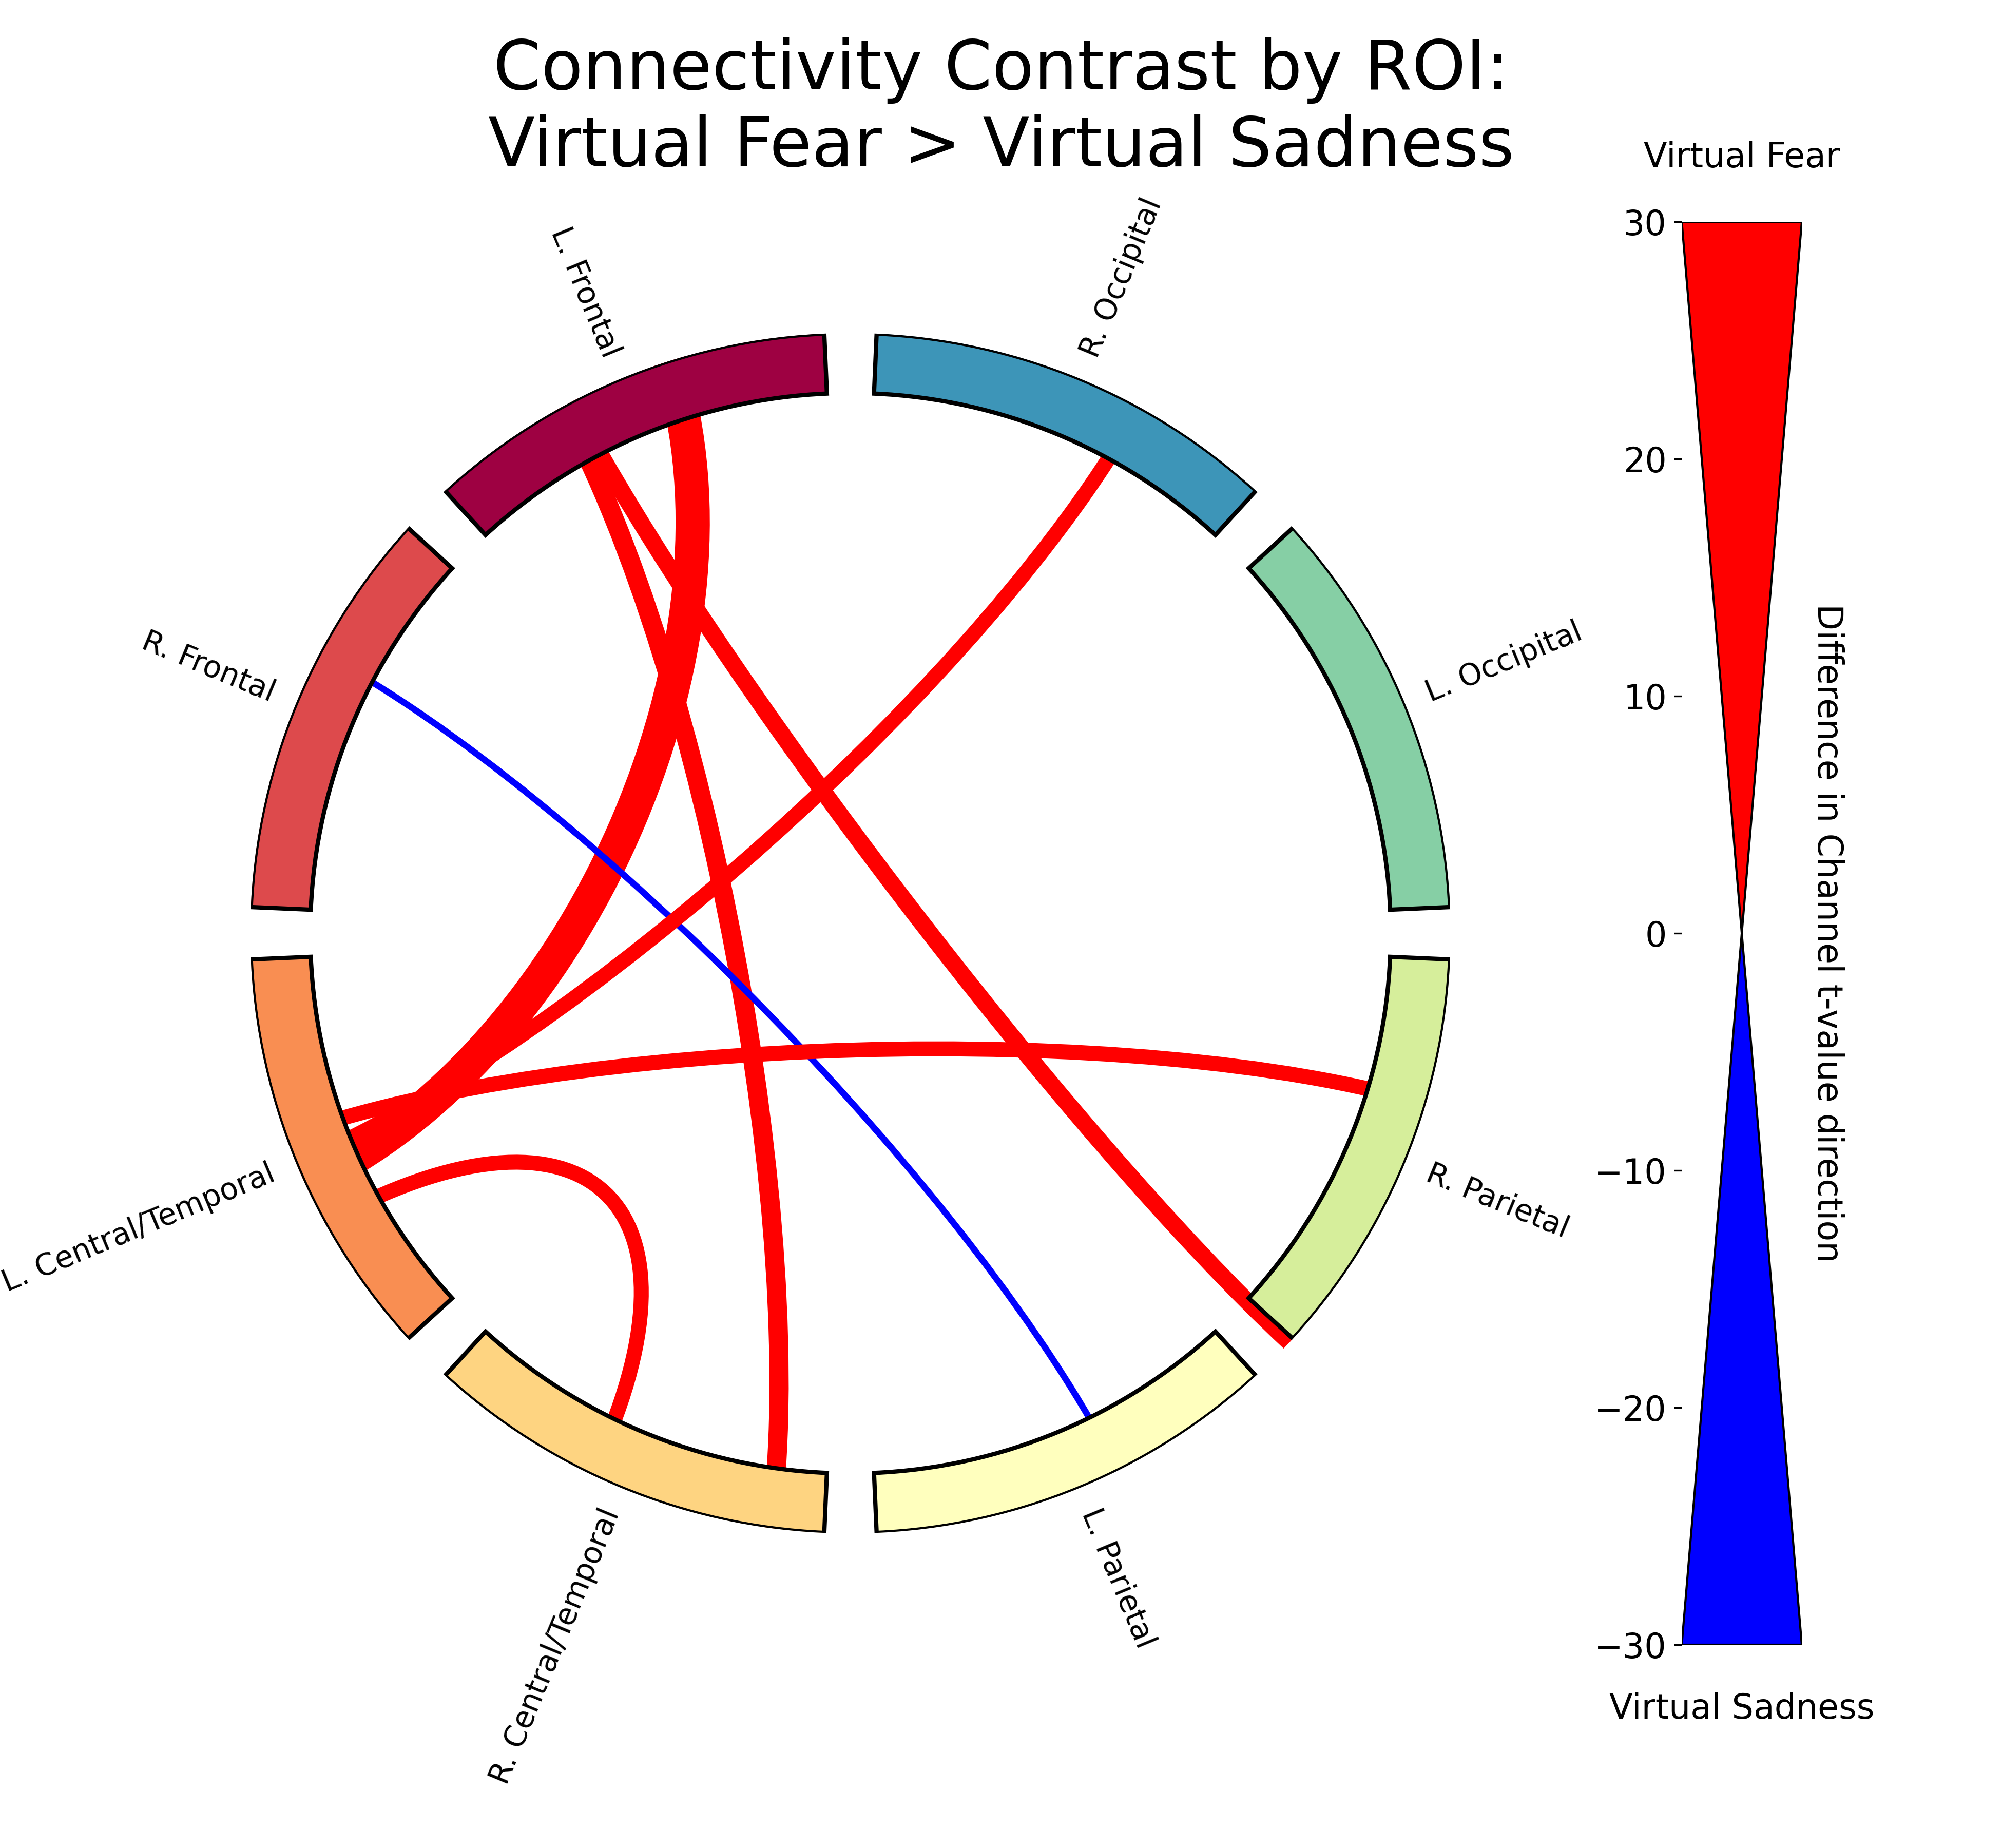 Connectivity Contrast by ROI:
Virtual Fear > Virtual Sadness
Virtual Fear
L. Frontal
R. Occipital
R. Frontal
L. Occipital
L. Central/Temporal
R. Parietal
R. Central/Temporal
L. Parietal
30
20
10
0
−10
−20
−30
Difference in Channel t-value direction
Virtual Sadness